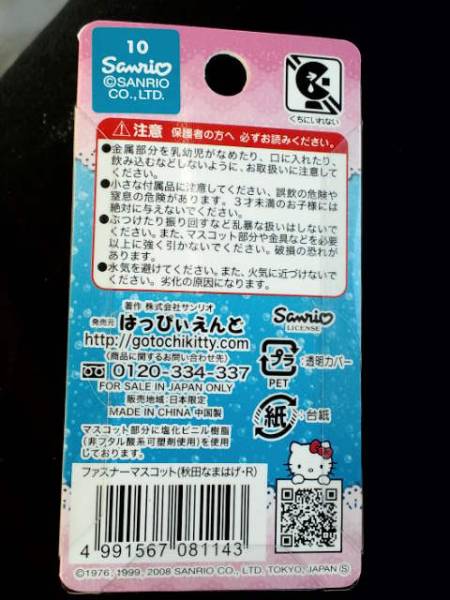 10
Sanrio
©SANRIO
CO., LTD.
くちにいれない
注意 保護者の方へ 必ずお読みください。
●金属部分を乳幼児がなめたり、口に入れたり、
飲み込むなどしないように、お取扱いに注意して
ください。
●小さな付属品に注意してください、誤飲の危険や
窒息の危険があります。3才未満のお子様には
絶対に与えないでください。
●ぶつけたり振り回すなど乱暴な扱いはしないで
ください。また、マスコット部分や金具などを必要
以上に強く引かないでください。破損の恐れが
あります。
●水気を避けてください。また、火気に近づけないで
ください。劣化の原因になります。
著作 株式会社サンリオ
発売元 はっぴぃえんど
http://gotochikitty.com
(商品に関するお問い合わせ先)
0120-334-337
FOR SALE IN JAPAN ONLY
販売地域:日本限定
MADE IN CHINA 中国製
Sanrio
LICENSE
プラ :透明カバー
PET
紙 :台紙
マスコット部分に塩化ビニル樹脂
(非フタル酸系可塑剤使用)を使用
しております。
ファスナーマスコット(秋田なまはげ・R)
4 991567 081143
©1976, 1999, 2008 SANRIO CO., LTD. TOKYO, JAPAN Ⓢ